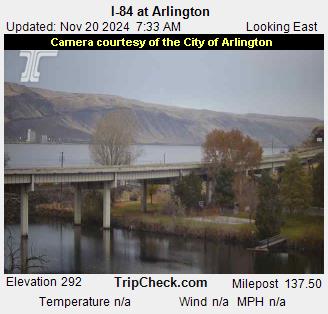 I-84 at Arlington
Updated: Nov 20 2024 7:33 AM Looking East
Camera courtesy of the City of Arlington
Elevation 292 TripCheck.com Milepost 137.50
Temperature n/a Wind n/a MPH n/a